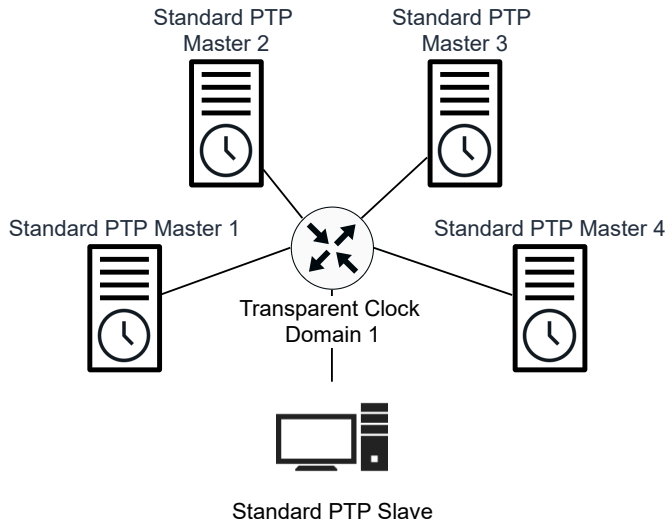 Standard PTP
Master 2
Standard PTP
Master 3
Standard PTP Master 1
Standard PTP Master 4
Transparent Clock
Domain 1
Standard PTP Slave